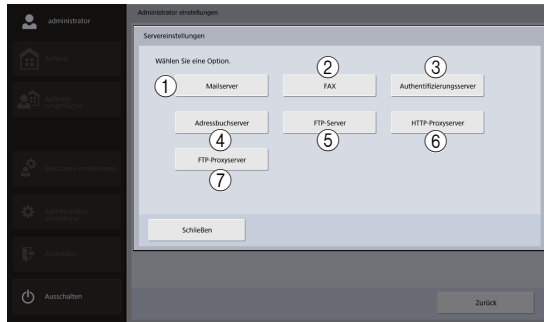 administrator
Administrator einstellungen
Servereinstellungen
Wählen Sie eine Option.
1 Mailserver
2 FAX
3 Authentifizierungsserver
Adressbuchserver 4
FTP-Server 5
HTTP-Proxyserver 6
FTP-Proxyserver 7
Schließen
Abmelden
Ausschalten
Zurück